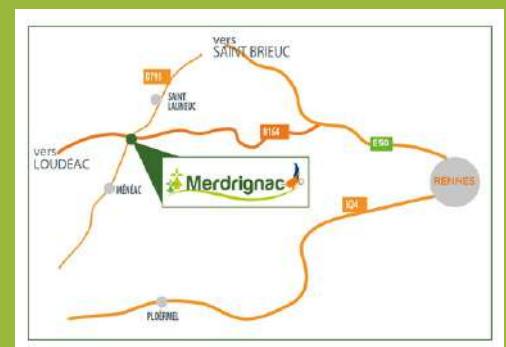 vers
SAINT BRIEUC
D793
SAINT
LAUNEUC
N164
E50
vers
LOUDÉAC
Merdrignac
RENNES
MÉNÉAC
N24
PLOËRMEL